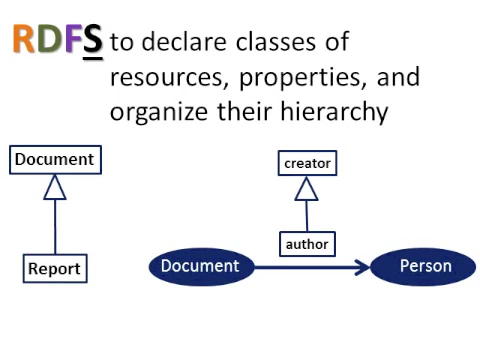 RDFS to declare classes of
resources, properties, and
organize their hierarchy
Document
creator
author
Report
Document
Person